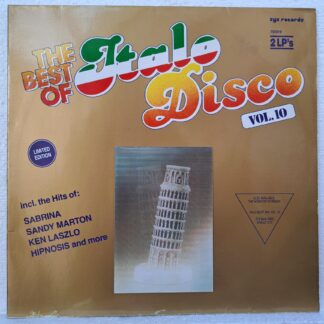 zyx records
2 LP's
THE
BEST
OF
Italo
Disco
VOL.10
LIMITED
EDITION
incl. the Hits of:
SABRINA
SANDY MARTON
KEN LASZLO
HIPNOSIS and more